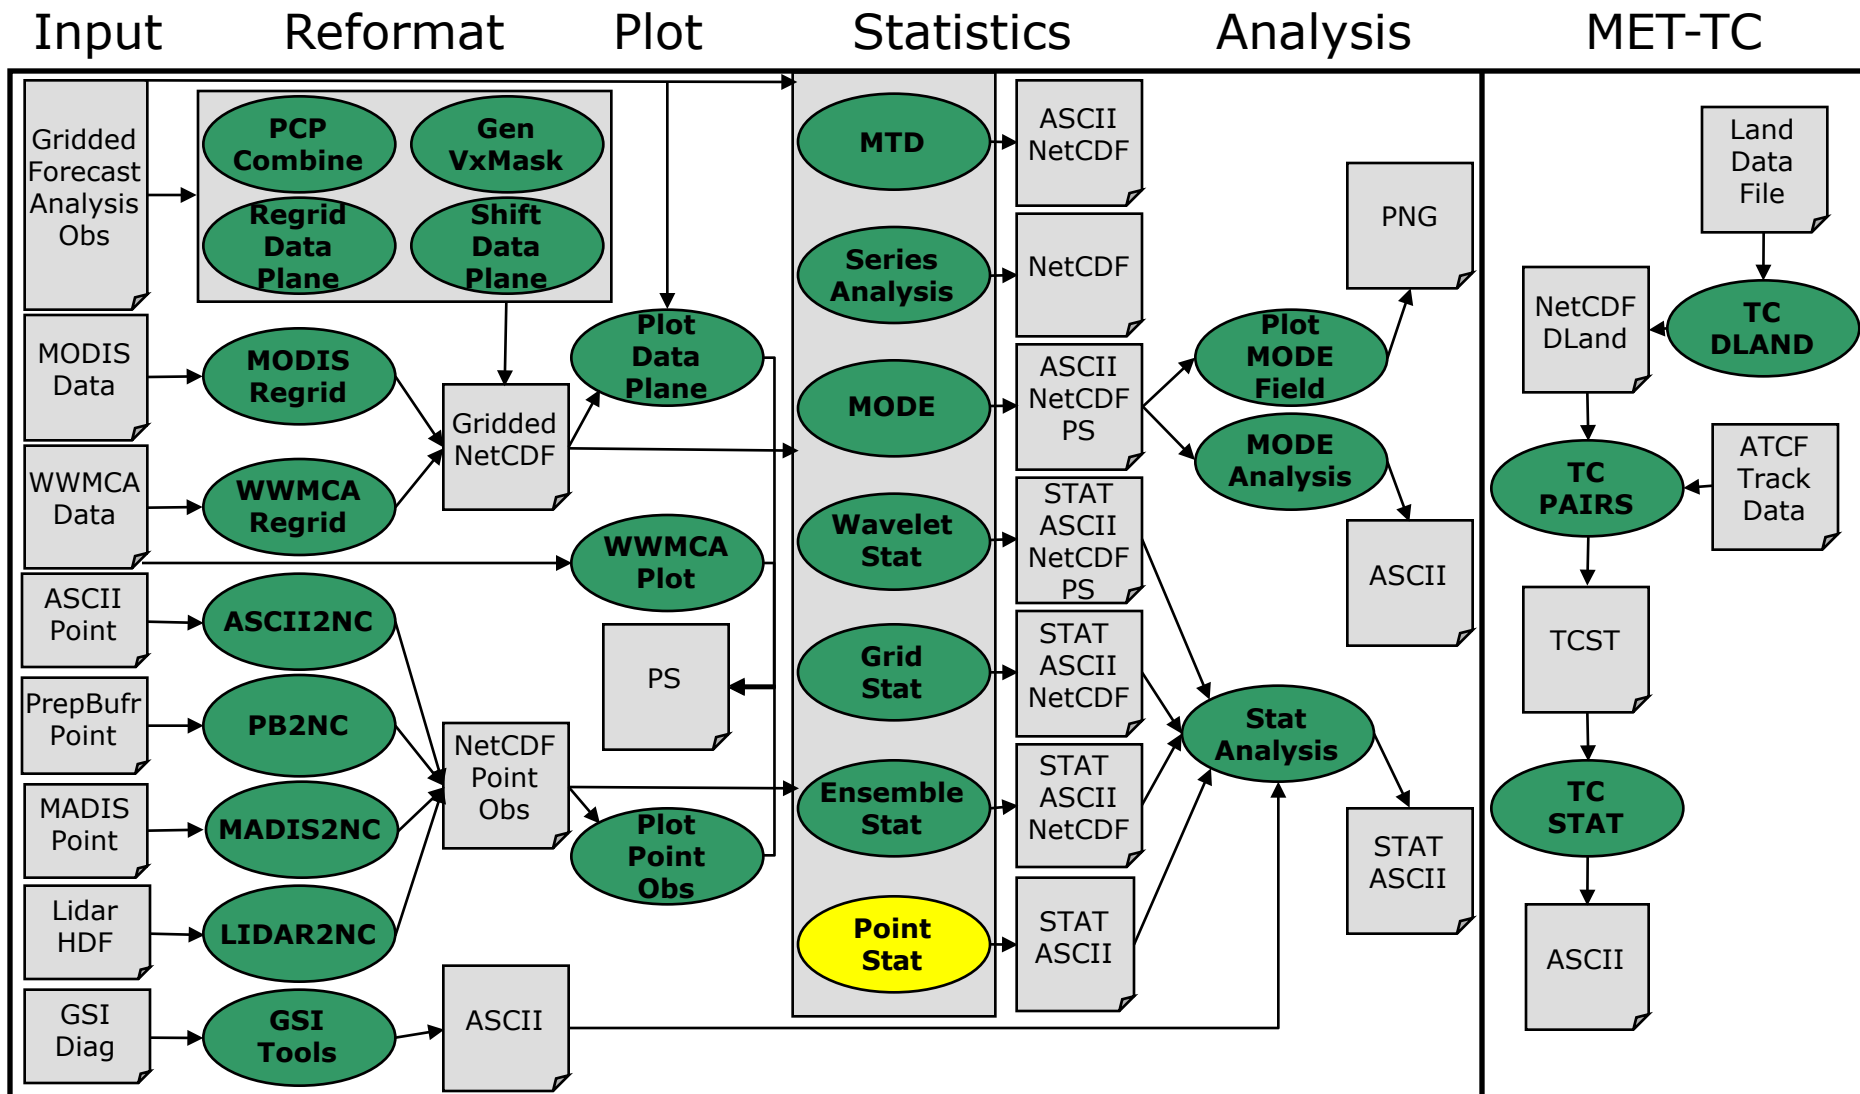 Input
Reformat
Plot
Statistics
Analysis
MET-TC
Gridded
Forecast
Analysis
Obs
PCP
Combine
Gen
VxMask
Regrid
Data
Plane
Shift
Data
Plane
MODIS
Data
MODIS
Regrid
WWMCA
Data
WWMCA
Regrid
Gridded
NetCDF
Plot
Data
Plane
WWMCA
Plot
ASCII
Point
ASCII2NC
PrepBufr
Point
PB2NC
MADIS
Point
MADIS2NC
Lidar
HDF
LIDAR2NC
GSI
Diag
GSI
Tools
ASCII
NetCDF
Point
Obs
PS
Plot
Point
Obs
MTD
ASCII
NetCDF
Series
Analysis
NetCDF
MODE
ASCII
NetCDF
PS
Wavelet
Stat
STAT
ASCII
NetCDF
PS
Grid
Stat
STAT
ASCII
NetCDF
Ensemble
Stat
STAT
ASCII
NetCDF
Point
Stat
STAT
ASCII
PNG
Plot
MODE
Field
MODE
Analysis
ASCII
Stat
Analysis
STAT
ASCII
Land
Data
File
TC
DLAND
NetCDF
DLand
TC
PAIRS
ATCF
Track
Data
TCST
TC
STAT
ASCII